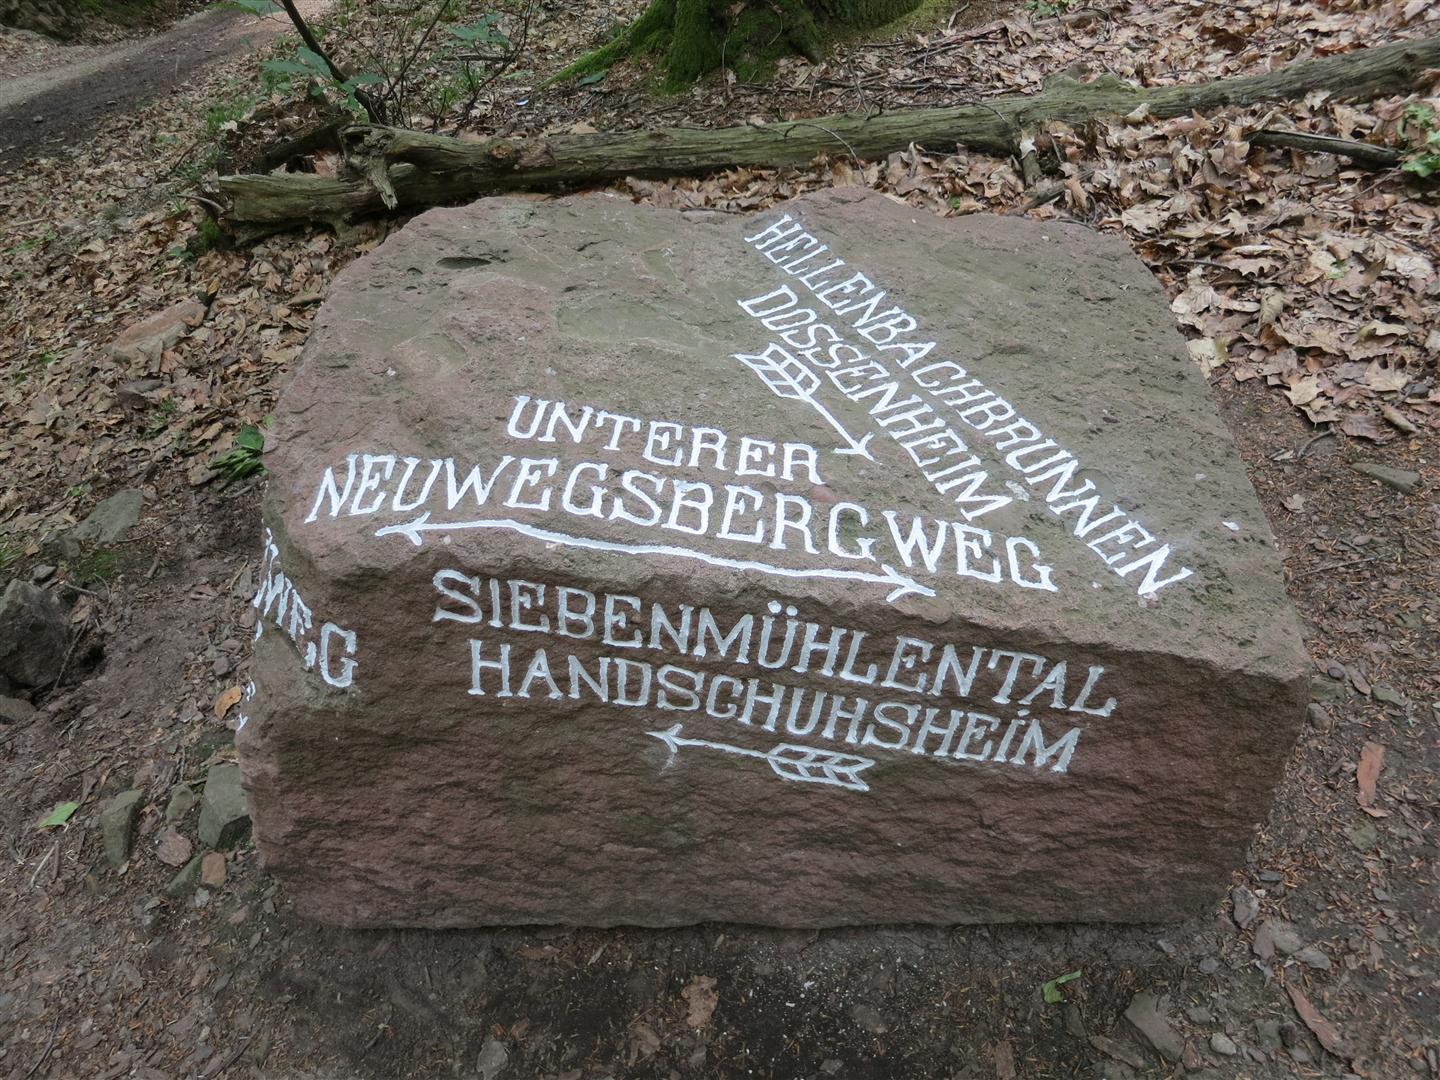 HELLENBACHBRUNNEN
DOSSENHEIM
UNTERER
NEUWEGSBERGWEG
SIEBENMÜHLENTAL
HANDSCHUHSHEIM